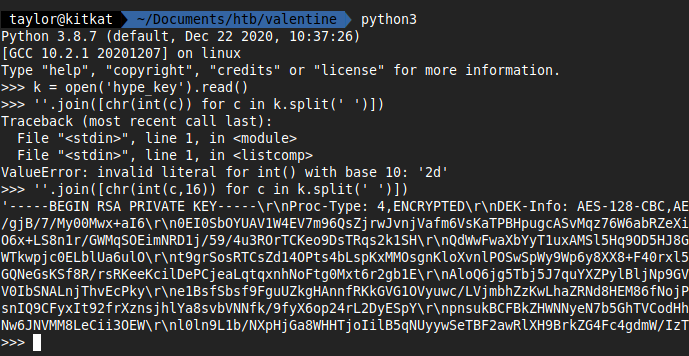 taylor@kitkat ~/Documents/htb/valentine python3
Python 3.8.7 (default, Dec 22 2020, 10:37:26)
[GCC 10.2.1 20201207] on linux
Type "help", "copyright", "credits" or "license" for more information.
>>> k = open('hype_key').read()
>>> ''.join([chr(int(c)) for c in k.split(' ')])
Traceback (most recent call last):
  File "<stdin>", line 1, in <module>
  File "<stdin>", line 1, in <listcomp>
ValueError: invalid literal for int() with base 10: '2d'
>>> ''.join([chr(int(c,16)) for c in k.split(' ')])
'-----BEGIN RSA PRIVATE KEY-----\r\nProc-Type: 4,ENCRYPTED\r\nDEK-Info: AES-128-CBC,AE
/gjB/7/My00Mwx+aI6\r\n0EI0SbOYUAV1W4EV7m96QsZjrwJvnjVafm6VsKaTPBHpugcASvMqz76W6abRZeXi
O6x+LS8n1r/GWMqSOEimNRD1j/59/4u3ROrTCKeo9DsTRqs2k1SH\r\nQdWwFwaXbYyT1uxAMSl5Hq9OD5HJ8G
WTkwpjc0ELblUa6ulO\r\nt9grSosRTCsZd14OPts4bLspKxMMOsgnKloXvnlPOSwSpWy9Wp6y8XX8+F40rxl5
GQNeGsKSf8R/rsRKeeKcilDePCjeaLqtqxnhNoFtg0Mxt6r2gb1E\r\nAloQ6jg5Tbj5J7quYXZPylBljNp9GV
V0IbSNALnjThvEcPky\r\ne1BsfSbsf9FguUZkgHAnnfRKkGVG1OVyuwc/LVjmbhZzKwLhaZRNd8HEM86fNojP
snIQ9CFyxIt92frXznsjhlYa8svbVNNfk/9fyX6op24rL2DyESpY\r\npnsukBCFBkZHWNNyeN7b5GhTVCodHh
Nw6JNVMM8LeCii3OEW\r\nl0ln9L1b/NXpHjGa8WHHTjoIilB5qNUyywSeTBF2awRlXH9BrkZG4Fc4gdmW/IzT
>>>